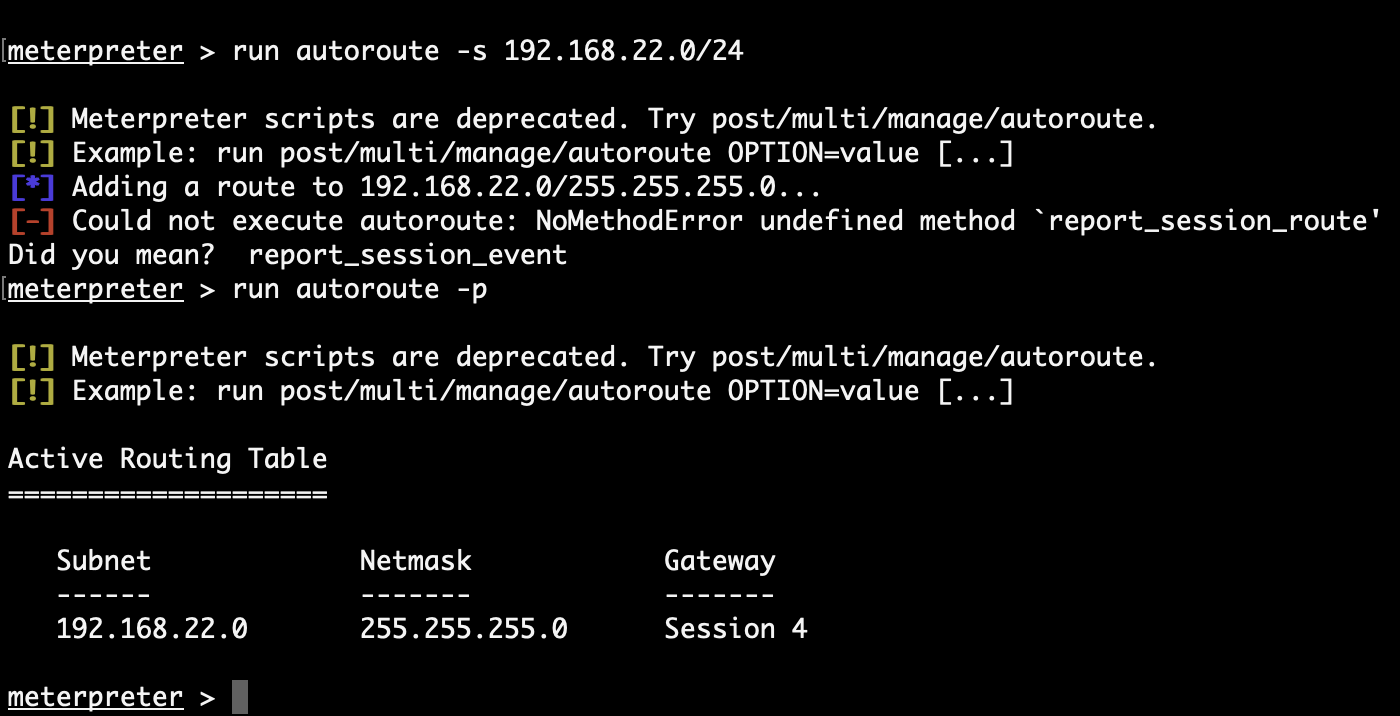 meterpreter > run autoroute -s 192.168.22.0/24
[!] Meterpreter scripts are deprecated. Try post/multi/manage/autoroute.
[!] Example: run post/multi/manage/autoroute OPTION=value [...]
[*] Adding a route to 192.168.22.0/255.255.255.0...
[-] Could not execute autoroute: NoMethodError undefined method `report_session_route'
Did you mean?  report_session_event
meterpreter > run autoroute -p
[!] Meterpreter scripts are deprecated. Try post/multi/manage/autoroute.
[!] Example: run post/multi/manage/autoroute OPTION=value [...]
Active Routing Table
====================
Subnet             Netmask            Gateway
------             -------            -------
192.168.22.0       255.255.255.0      Session 4
meterpreter >